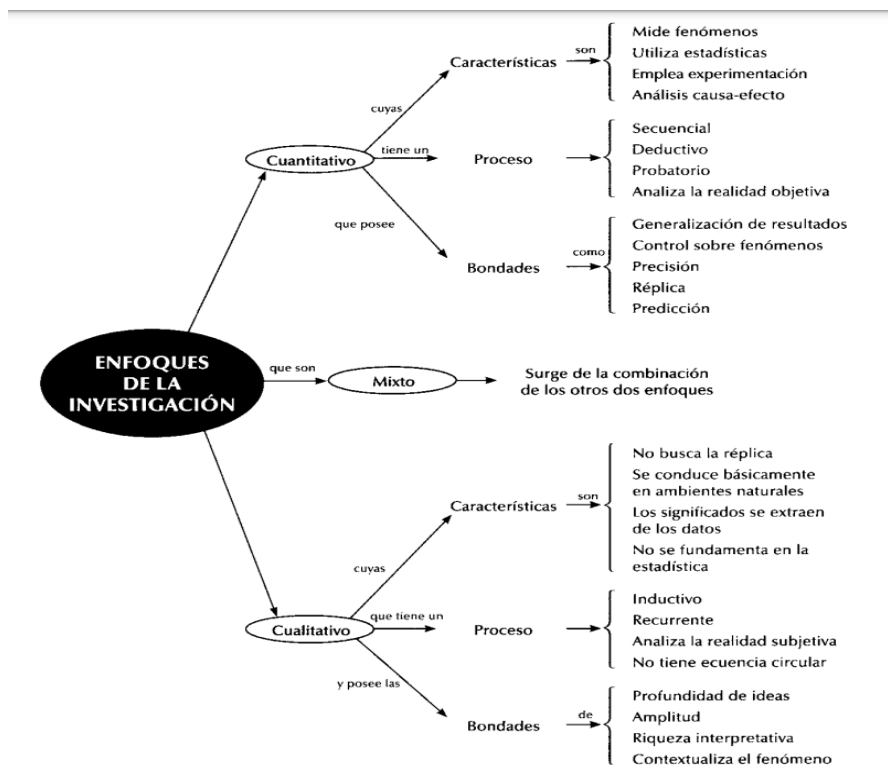 Mide fenómenos
Utiliza estadísticas
Emplea experimentación
Análisis causa-efecto
son
Características
cuyas
Cuantitativo
tiene un
Proceso
Secuencial
Deductivo
Probatorio
Analiza la realidad objetiva
que posee
Bondades
como
Generalización de resultados
Control sobre fenómenos
Precisión
Réplica
Predicción
ENFOQUES
DE LA
INVESTIGACIÓN
que son
Mixto
Surge de la combinación
de los otros dos enfoques
No busca la réplica
Se conduce básicamente
en ambientes naturales
Los significados se extraen
de los datos
No se fundamenta en la
estadística
son
Características
cuyas
Cualitativo
que tiene un
Proceso
Inductivo
Recurrente
Analiza la realidad subjetiva
No tiene ecuencia circular
y posee las
Bondades
de
Profundidad de ideas
Amplitud
Riqueza interpretativa
Contextualiza el fenómeno